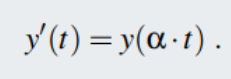 y′(t) = y(α · t) .